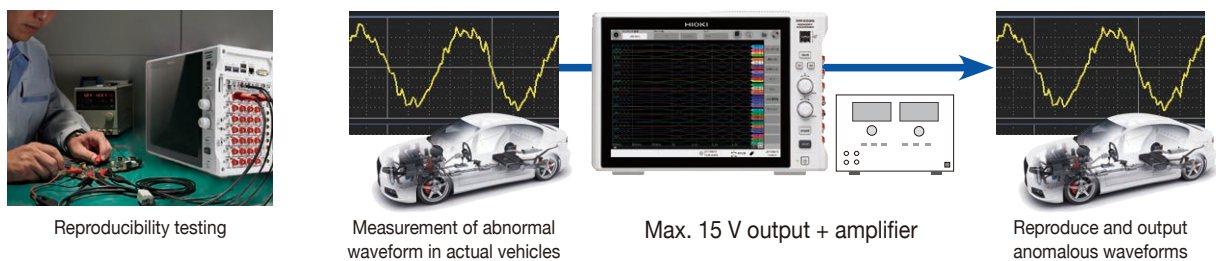 HIOKI
Reproducibility testing
Measurement of abnormal
waveform in actual vehicles
Max. 15 V output + amplifier
Reproduce and output
anomalous waveforms